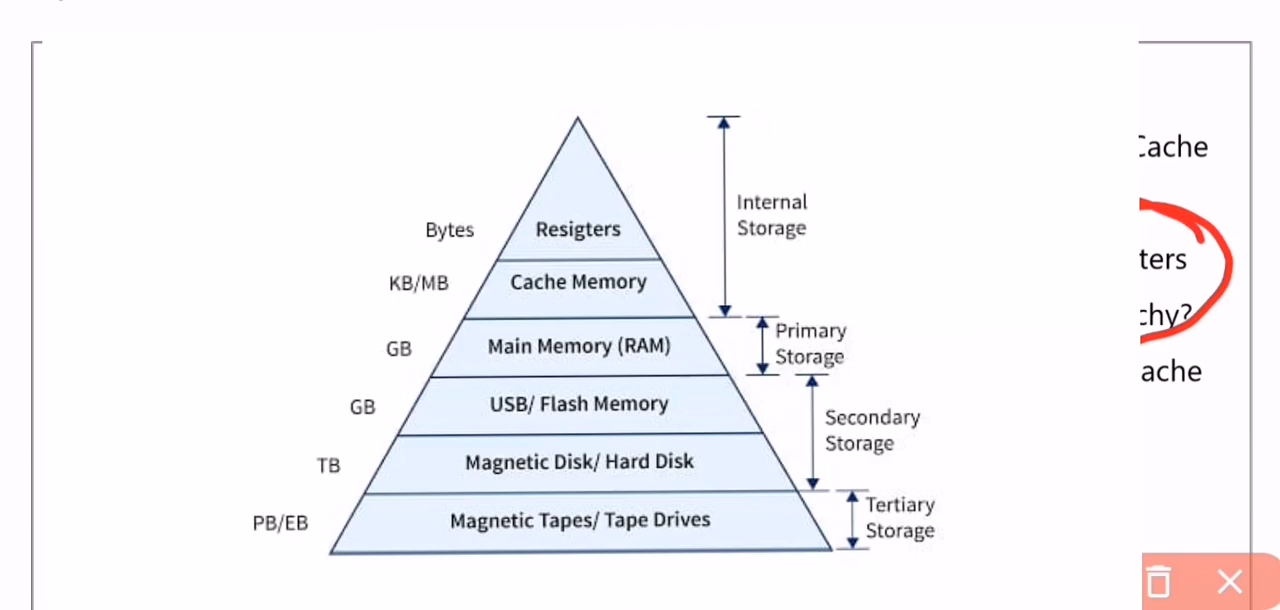 Cache
Internal
Storage
Bytes
Resigters
ters
KB/MB
Cache Memory
chy?
Primary
Storage
GB
Main Memory (RAM)
ache
GB
USB/ Flash Memory
Secondary
Storage
TB
Magnetic Disk/ Hard Disk
Tertiary
Storage
PB/EB
Magnetic Tapes/ Tape Drives